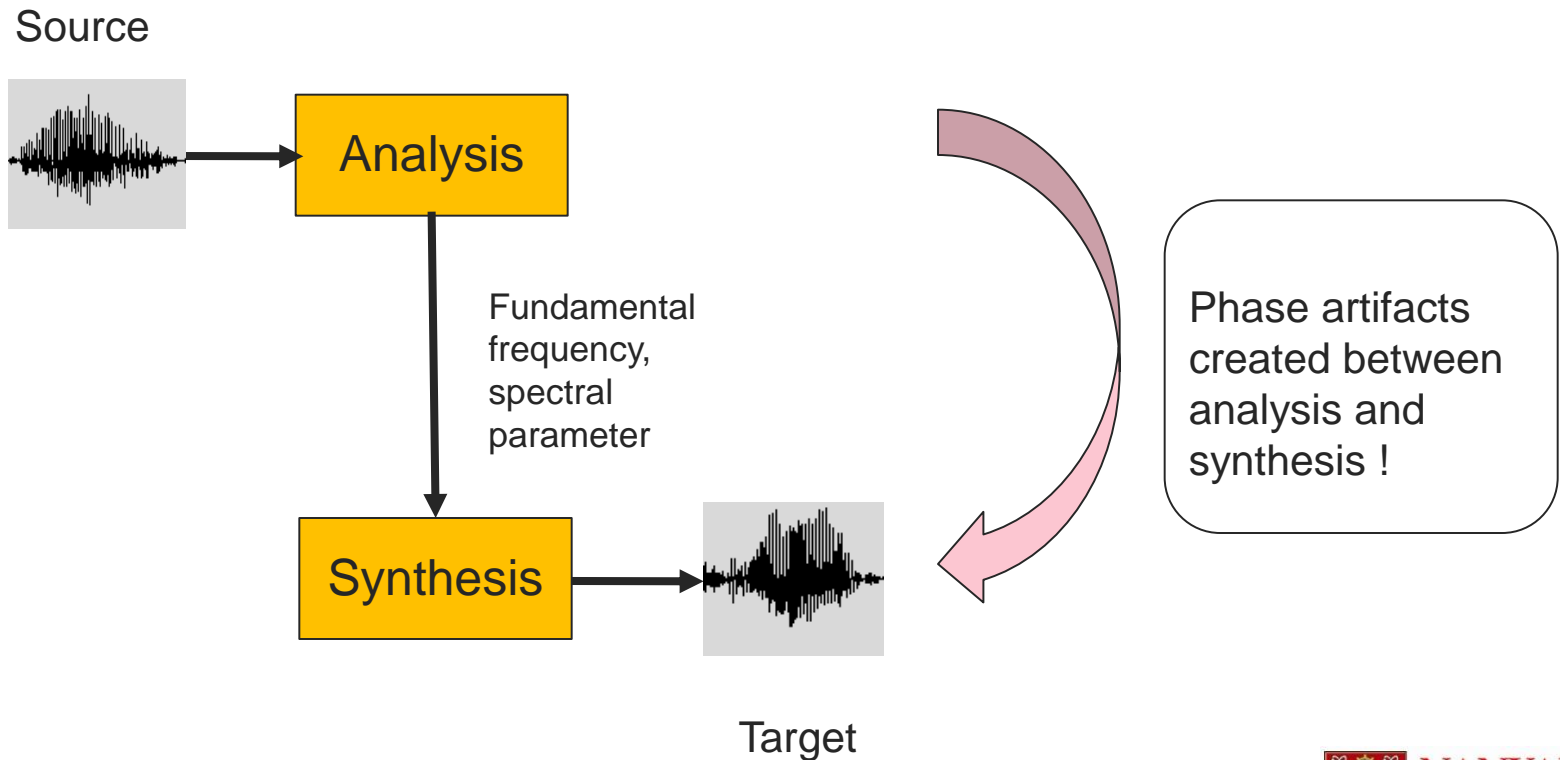 Source
Analysis
Fundamental
frequency,
spectral
parameter
Phase artifacts
created between
analysis and
synthesis !
Synthesis
Target